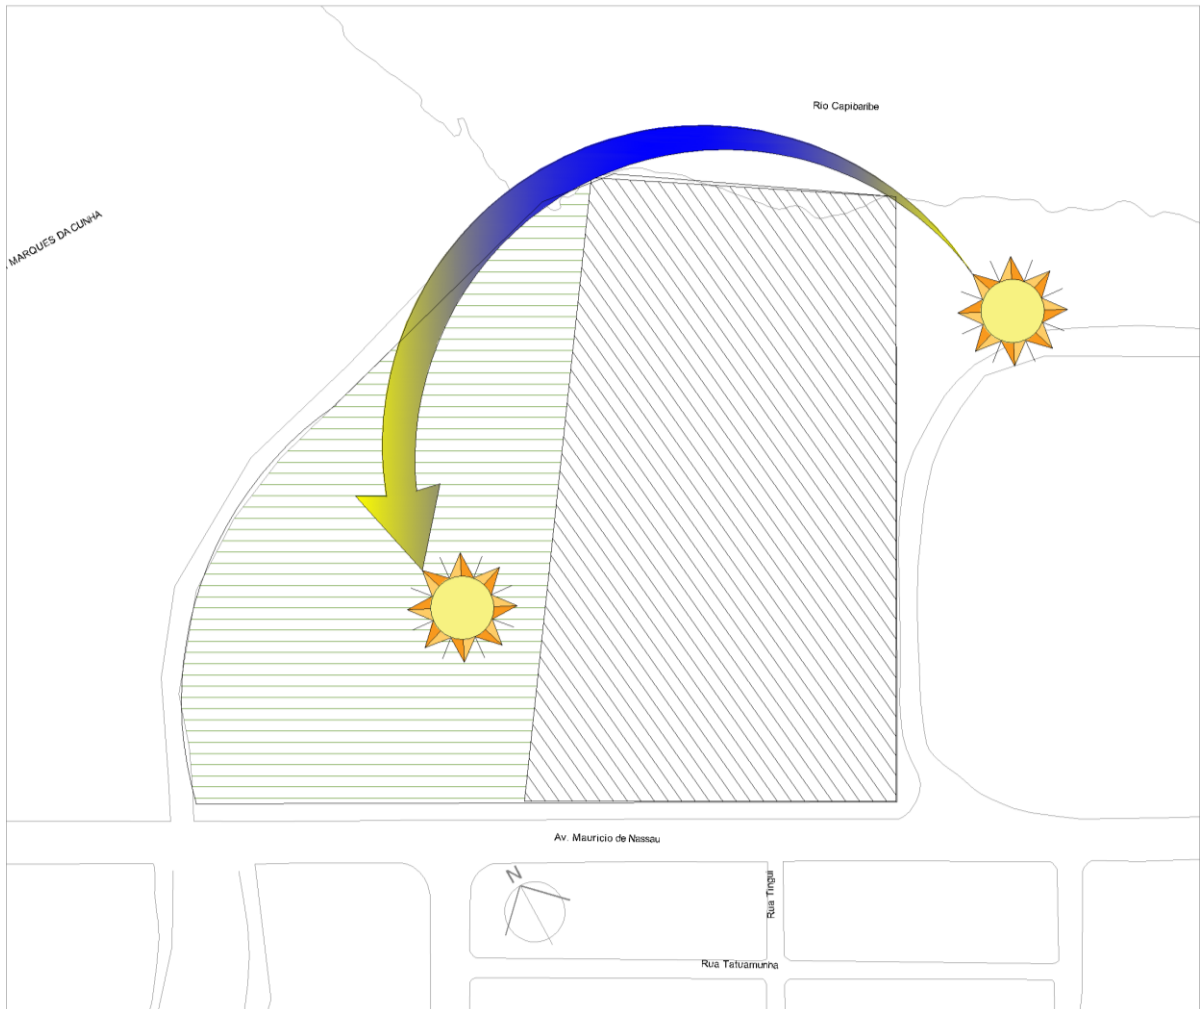 Rio Capibaribe
MARQUES DA CUNHA
Av. Mauricio de Nassau
N
Rua Tingui
Rua Tatuamunha